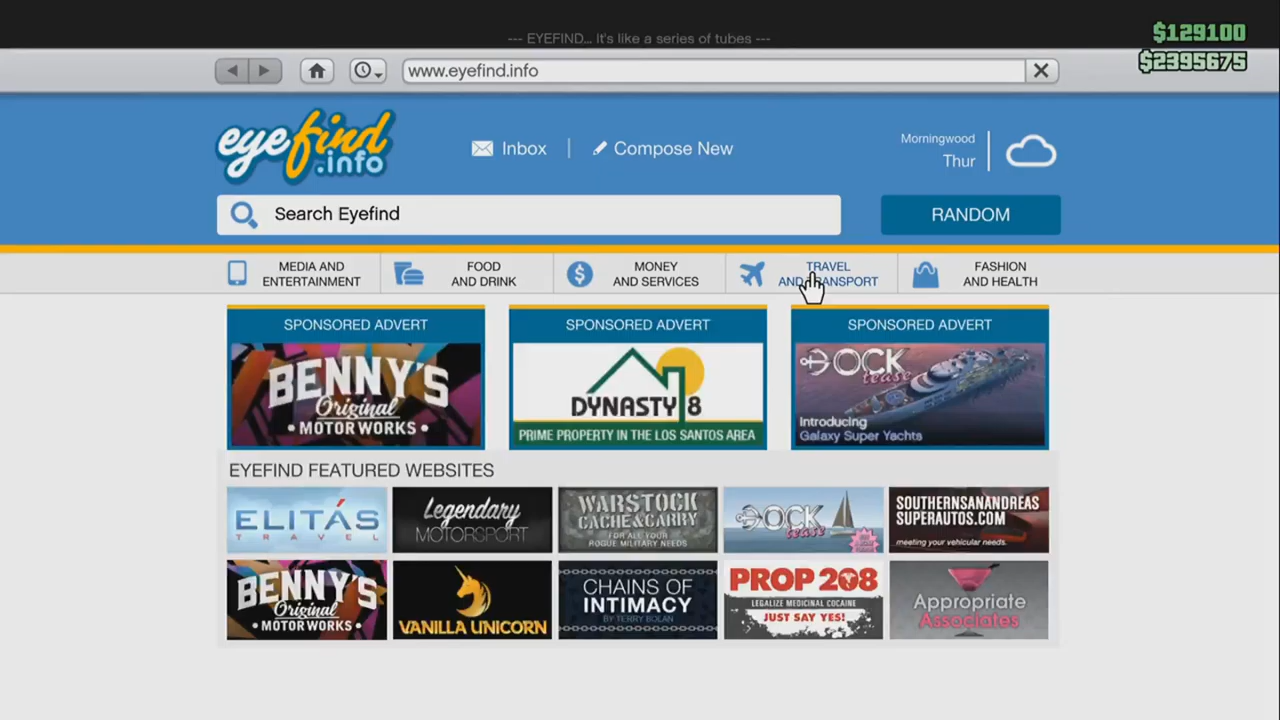 $129100
--- EYEFIND... It's like a series of tubes ---
$2395675
www.eyefind.info
eyefind
.info
Inbox
Compose New
Morningwood
Thur
Search Eyefind
RANDOM
MEDIA AND
ENTERTAINMENT
FOOD
AND DRINK
MONEY
AND SERVICES
TRAVEL
AND TRANSPORT
FASHION
AND HEALTH
SPONSORED ADVERT
BENNY'S
Original
• MOTOR WORKS •
SPONSORED ADVERT
DYNASTY 8
PRIME PROPERTY IN THE LOS SANTOS AREA
SPONSORED ADVERT
DOCK
tease
Introducing
Galaxy Super Yachts
EYEFIND FEATURED WEBSITES
ELITÁS
TRAVEL
Legendary
MOTORSPORT
WARSTOCK
CACHE & CARRY
FOR ALL YOUR
ROGUE MILITARY NEEDS
DOCK
tease
SOUTHERNSANANDREAS
SUPERAUTOS.COM
meeting your vehicular needs.
BENNY'S
Original
• MOTOR WORKS •
VANILLA UNICORN
CHAINS OF
INTIMACY
BY TERRY BOLAN
PROP 208
LEGALIZE MEDICINAL COCAINE
JUST SAY YES!
Appropriate
Associates